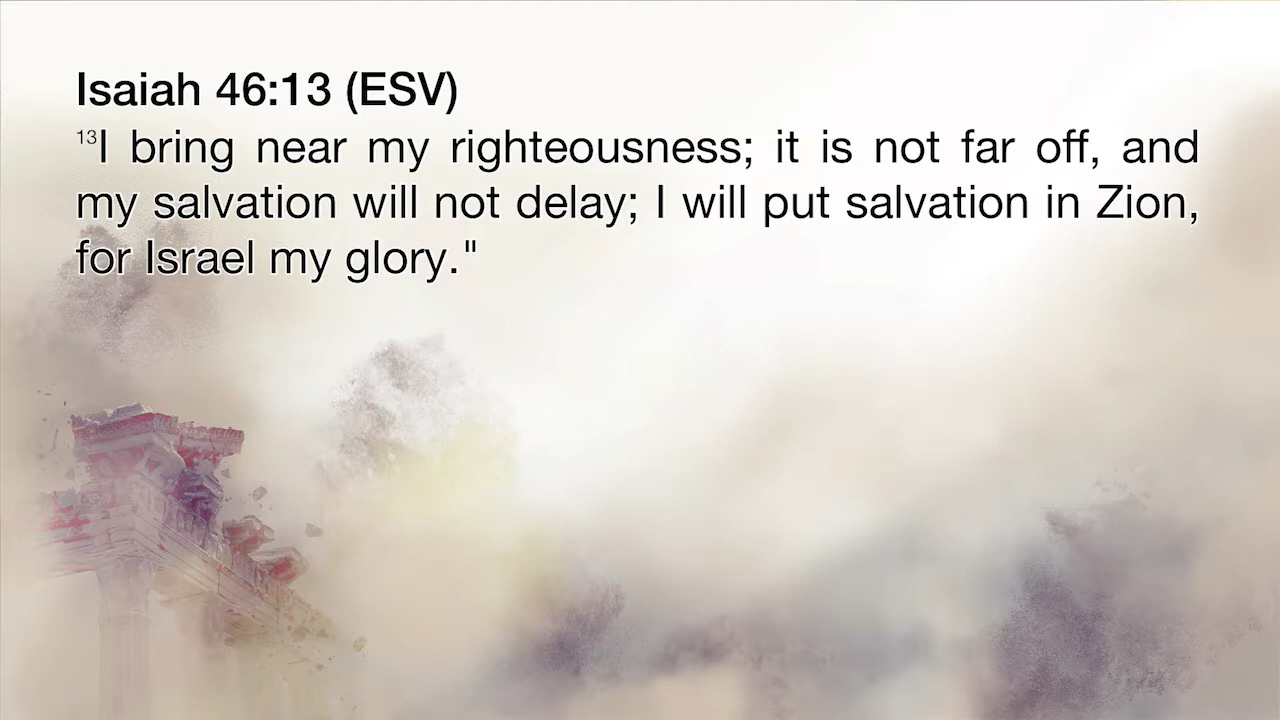 Isaiah 46:13 (ESV)
13I bring near my righteousness; it is not far off, and
my salvation will not delay; I will put salvation in Zion,
for Israel my glory."